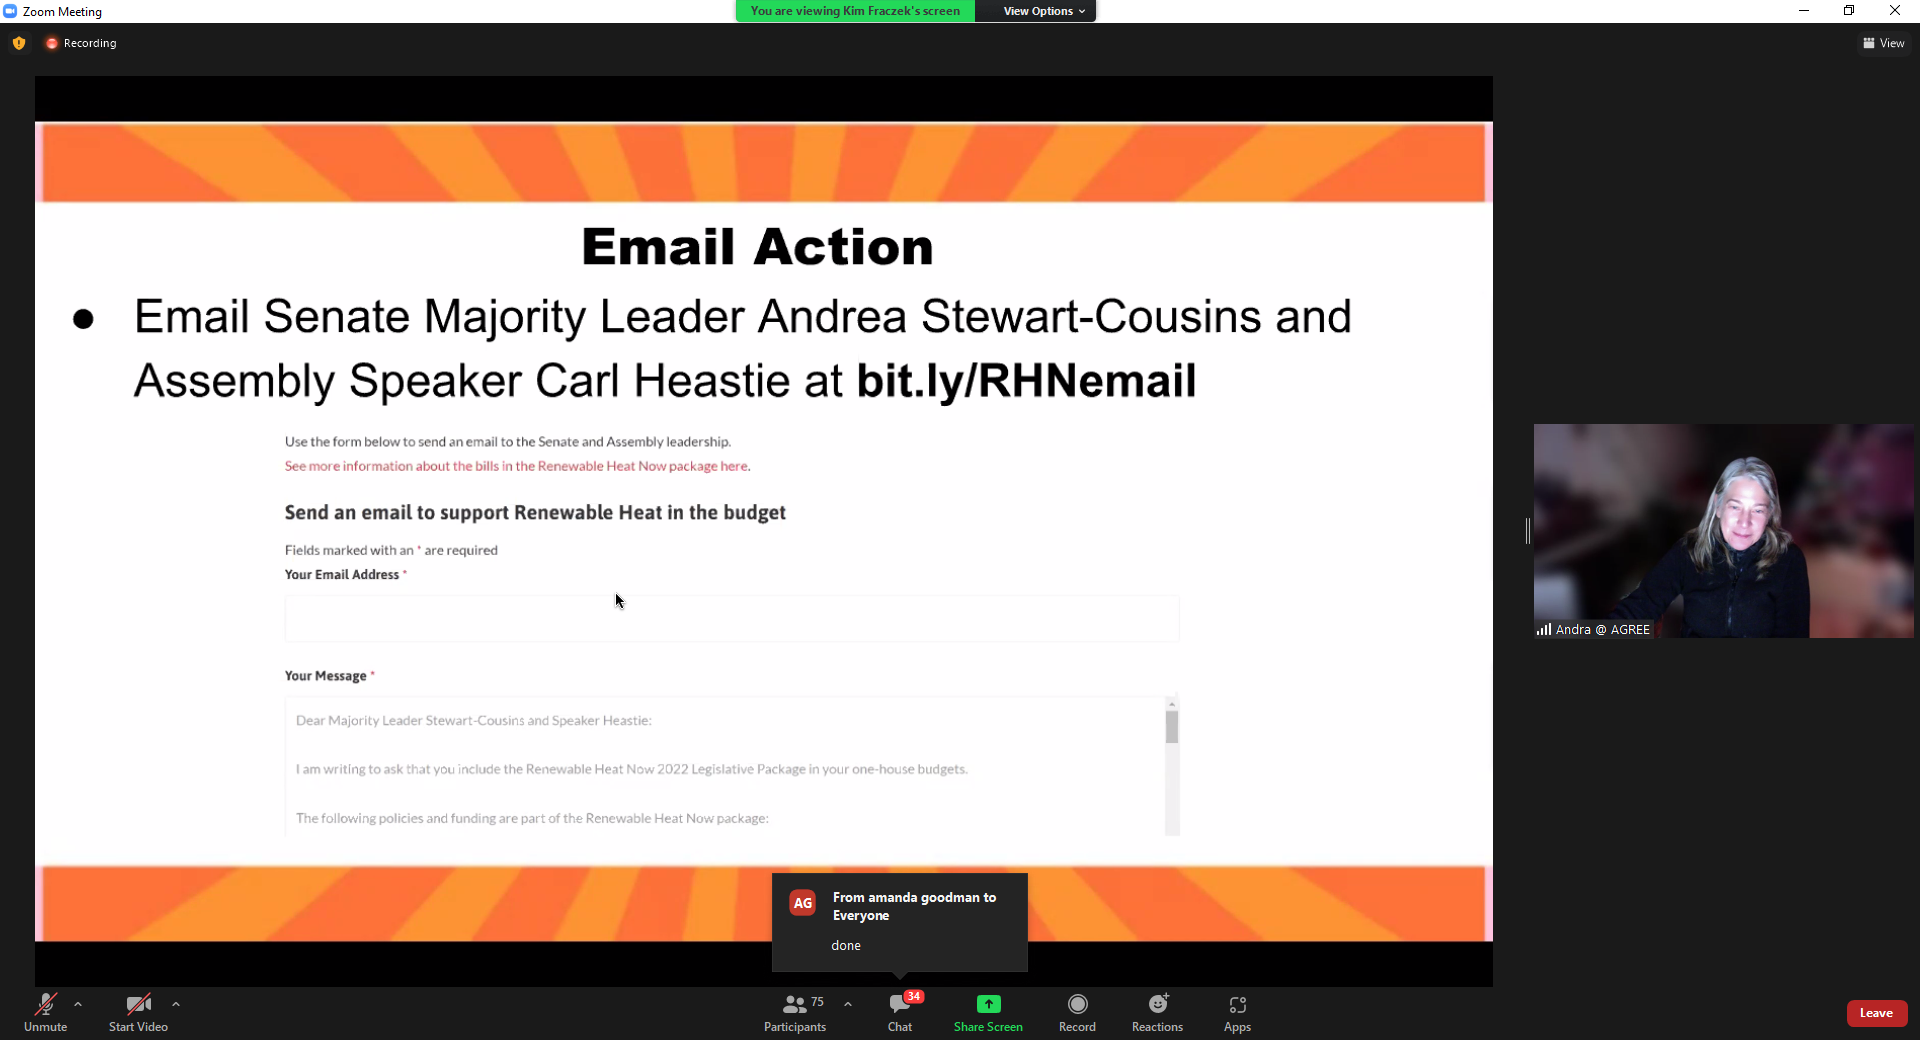 Zoom Meeting
You are viewing Kim Fraczek's screen
View Options
Recording
View
Email Action
● Email Senate Majority Leader Andrea Stewart-Cousins and
Assembly Speaker Carl Heastie at bit.ly/RHNemail
Use the form below to send an email to the Senate and Assembly leadership.
See more information about the bills in the Renewable Heat Now package here.
Send an email to support Renewable Heat in the budget
Fields marked with an * are required
Your Email Address *
Your Message *
Dear Majority Leader Stewart-Cousins and Speaker Heastie:
I am writing to ask that you include the Renewable Heat Now 2022 Legislative Package in your one-house budgets.
The following policies and funding are part of the Renewable Heat Now package:
Andra @ AGREE
AG
From amanda goodman to
Everyone
done
Unmute
Start Video
75
Participants
34
Chat
Share Screen
Record
Reactions
Apps
Leave